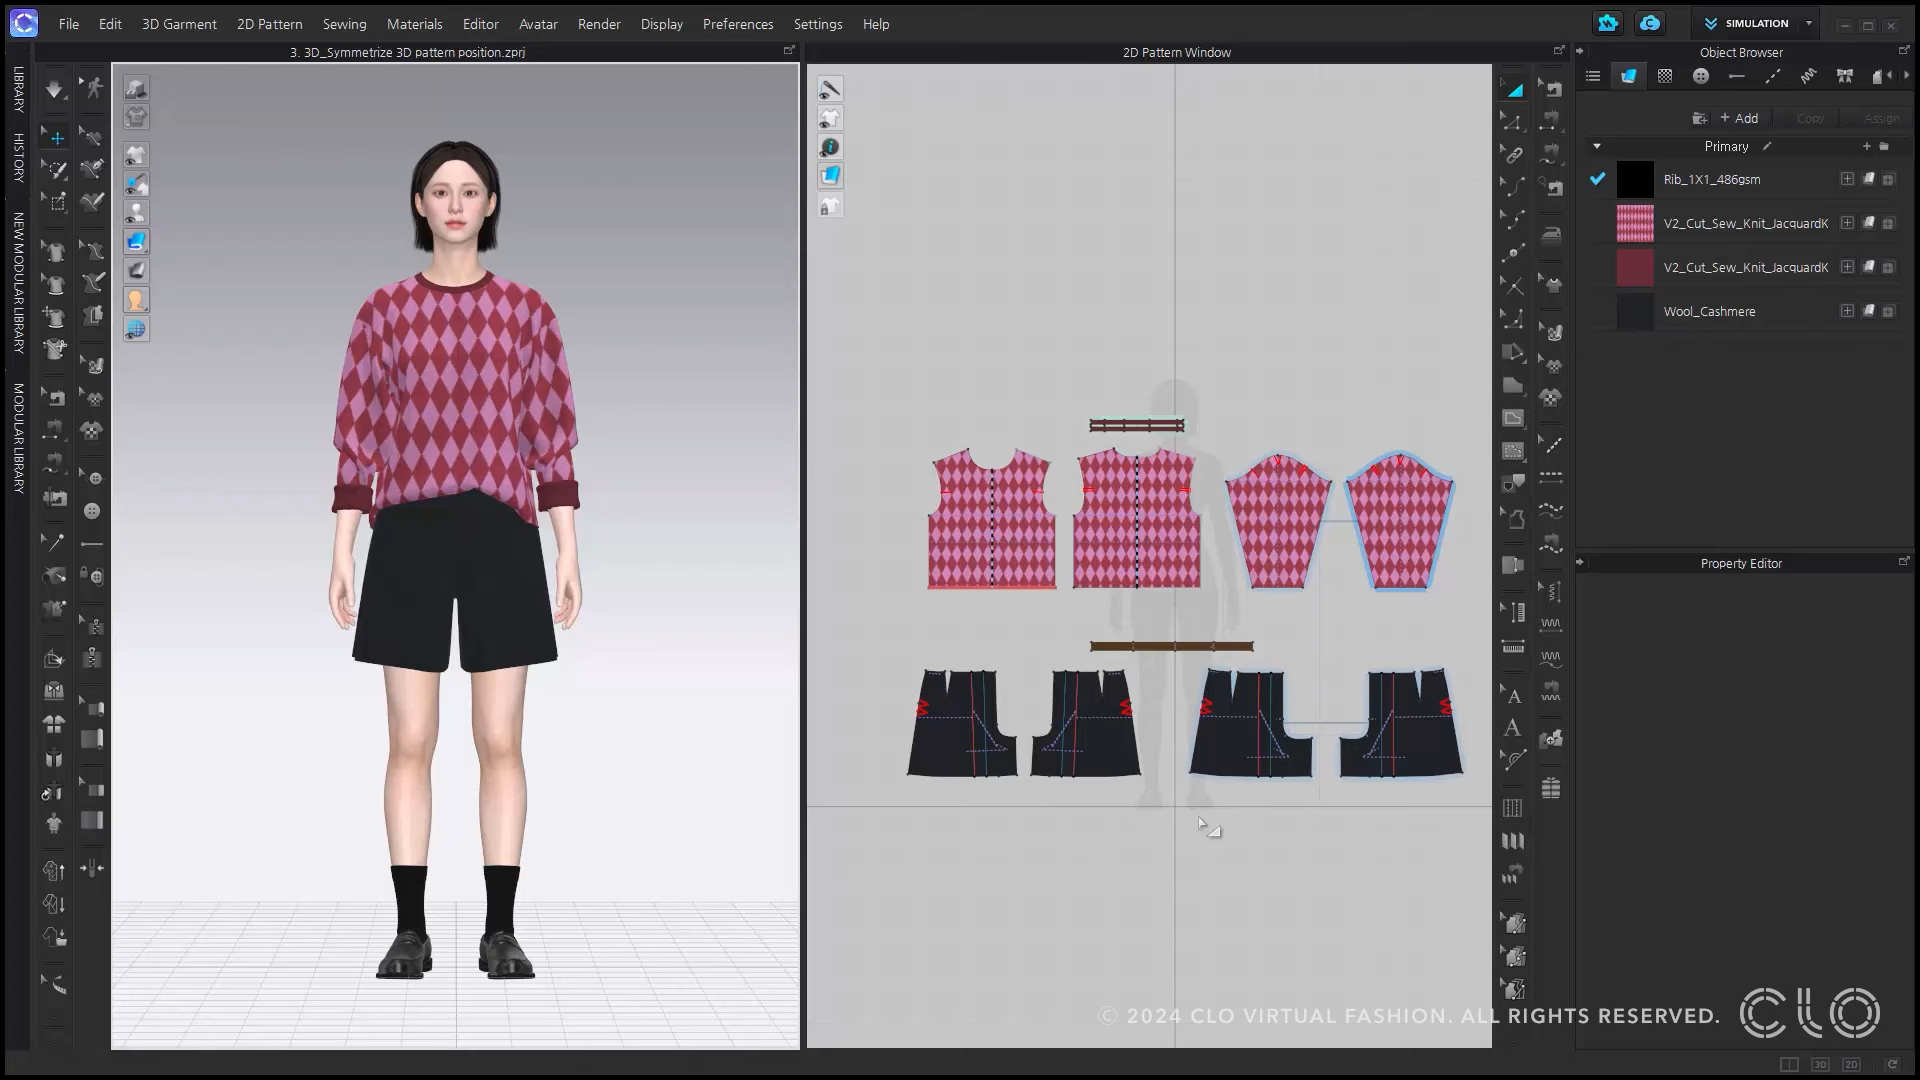 File Edit 3D Garment 2D Pattern Sewing Materials Editor Avatar Render Display Preferences Settings Help
SIMULATION
3. 3D_Symmetrize 3D pattern position.zprj
2D Pattern Window
Object Browser
LIBRARY
HISTORY
NEW MODULAR LIBRARY
MODULAR LIBRARY
+ Add Copy Assign
Primary
Rib_1X1_486gsm
V2_Cut_Sew_Knit_JacquardK
V2_Cut_Sew_Knit_JacquardK
Wool_Cashmere
Property Editor
A
A
© 2024 CLO VIRTUAL FASHION. ALL RIGHTS RESERVED.
CLO
3D 2D